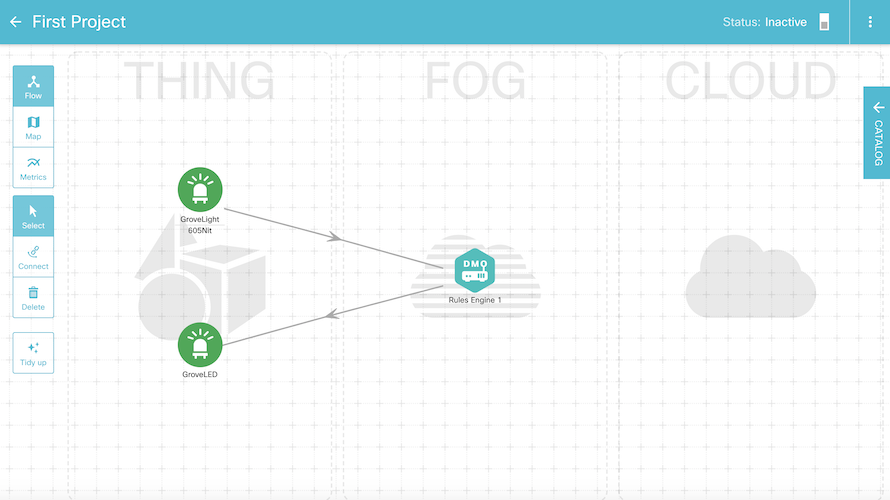 First Project
Status: Inactive
THING
FOG
CLOUD
Flow
Map
Metrics
Select
Connect
Delete
Tidy up
CATALOG
GroveLight
605Nit
DMO
Rules Engine 1
GroveLED